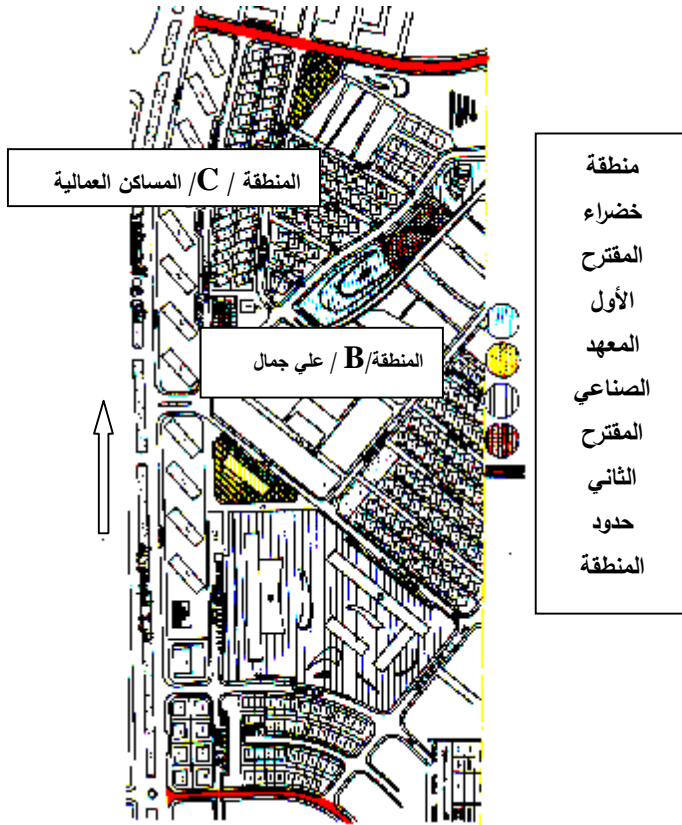 المنطقة / C/ المساكن العمالية
المنطقة/B / علي جمال
منطقة
خضراء
المقترح
الأول
المعهد
الصناعي
المقترح
الثاني
حدود
المنطقة